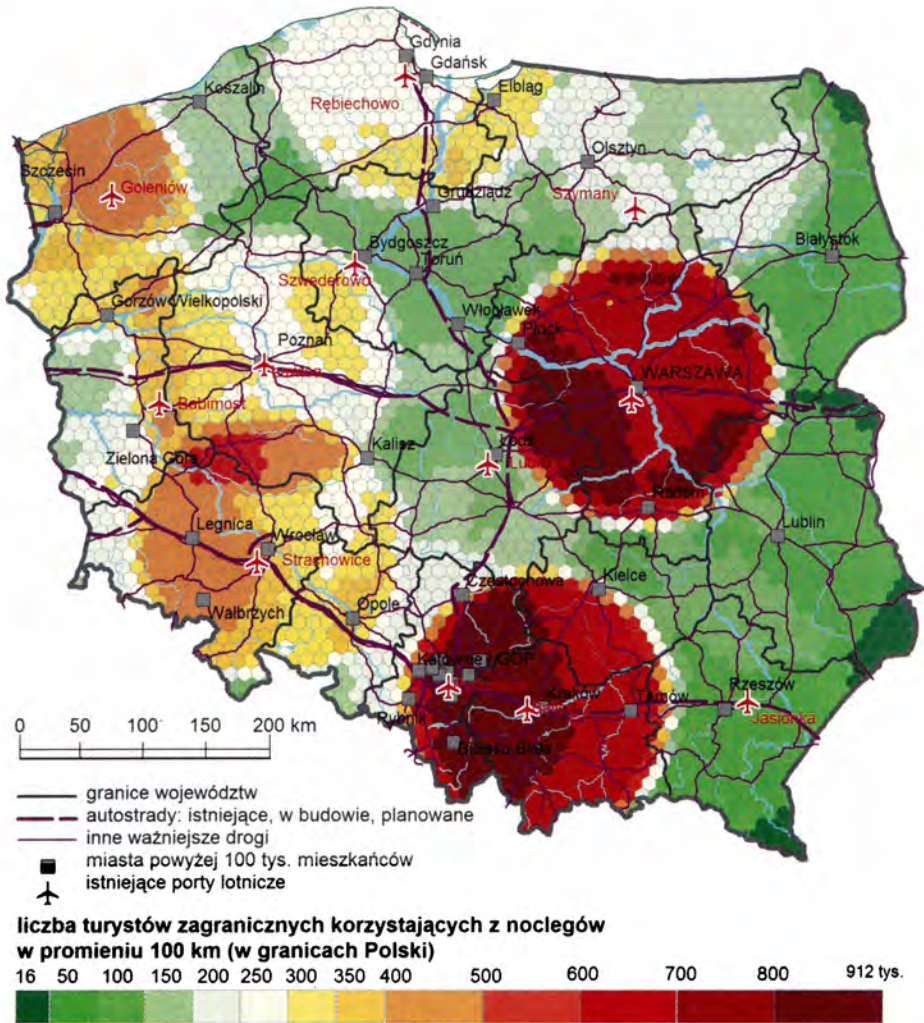 Gdynia
Gdańsk
Koszalin
Rębiechowo
Elbląg
Olsztyn
Szczecin
Goleniów
Grudziądz
Szymany
Bydgoszcz
Białystok
Szwederowo
Toruń
Gorzów Wielkopolski
Włocławek
Płock
Poznań
WARSZAWA
Babimost
Łódź
Kalisz
Zielona Góra
Radom
Legnica
Wrocław
Lublin
Strachowice
Częstochowa
Kielce
Wałbrzych
Opole
Katowice / GOP
Kraków
Tarnów
Rzeszów
Rybnik
Jasionka
Bielsko-Biała
0 50 100 150 200 km
granice województw
autostrady: istniejące, w budowie, planowane
inne ważniejsze drogi
miasta powyżej 100 tys. mieszkańców
istniejące porty lotnicze
liczba turystów zagranicznych korzystających z noclegów
w promieniu 100 km (w granicach Polski)
16 50 100 150 200 250 300 350 400 500 600 700 800 912 tys.